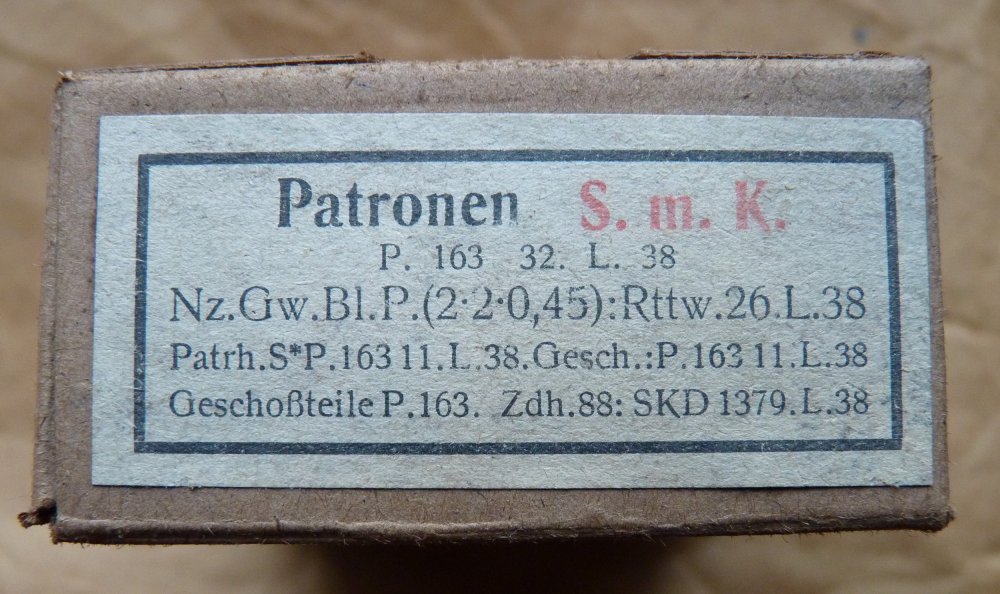 Patronen S. m. K.
P. 163 32. L. 38
Nz.Gw.Bl.P.(2·2·0,45):Rttw.26.L.38
Patrh.S*P.163 11.L.38.Gesch.:P.163 11.L.38
Geschoßteile P.163. Zdh.88: SKD 1379.L.38